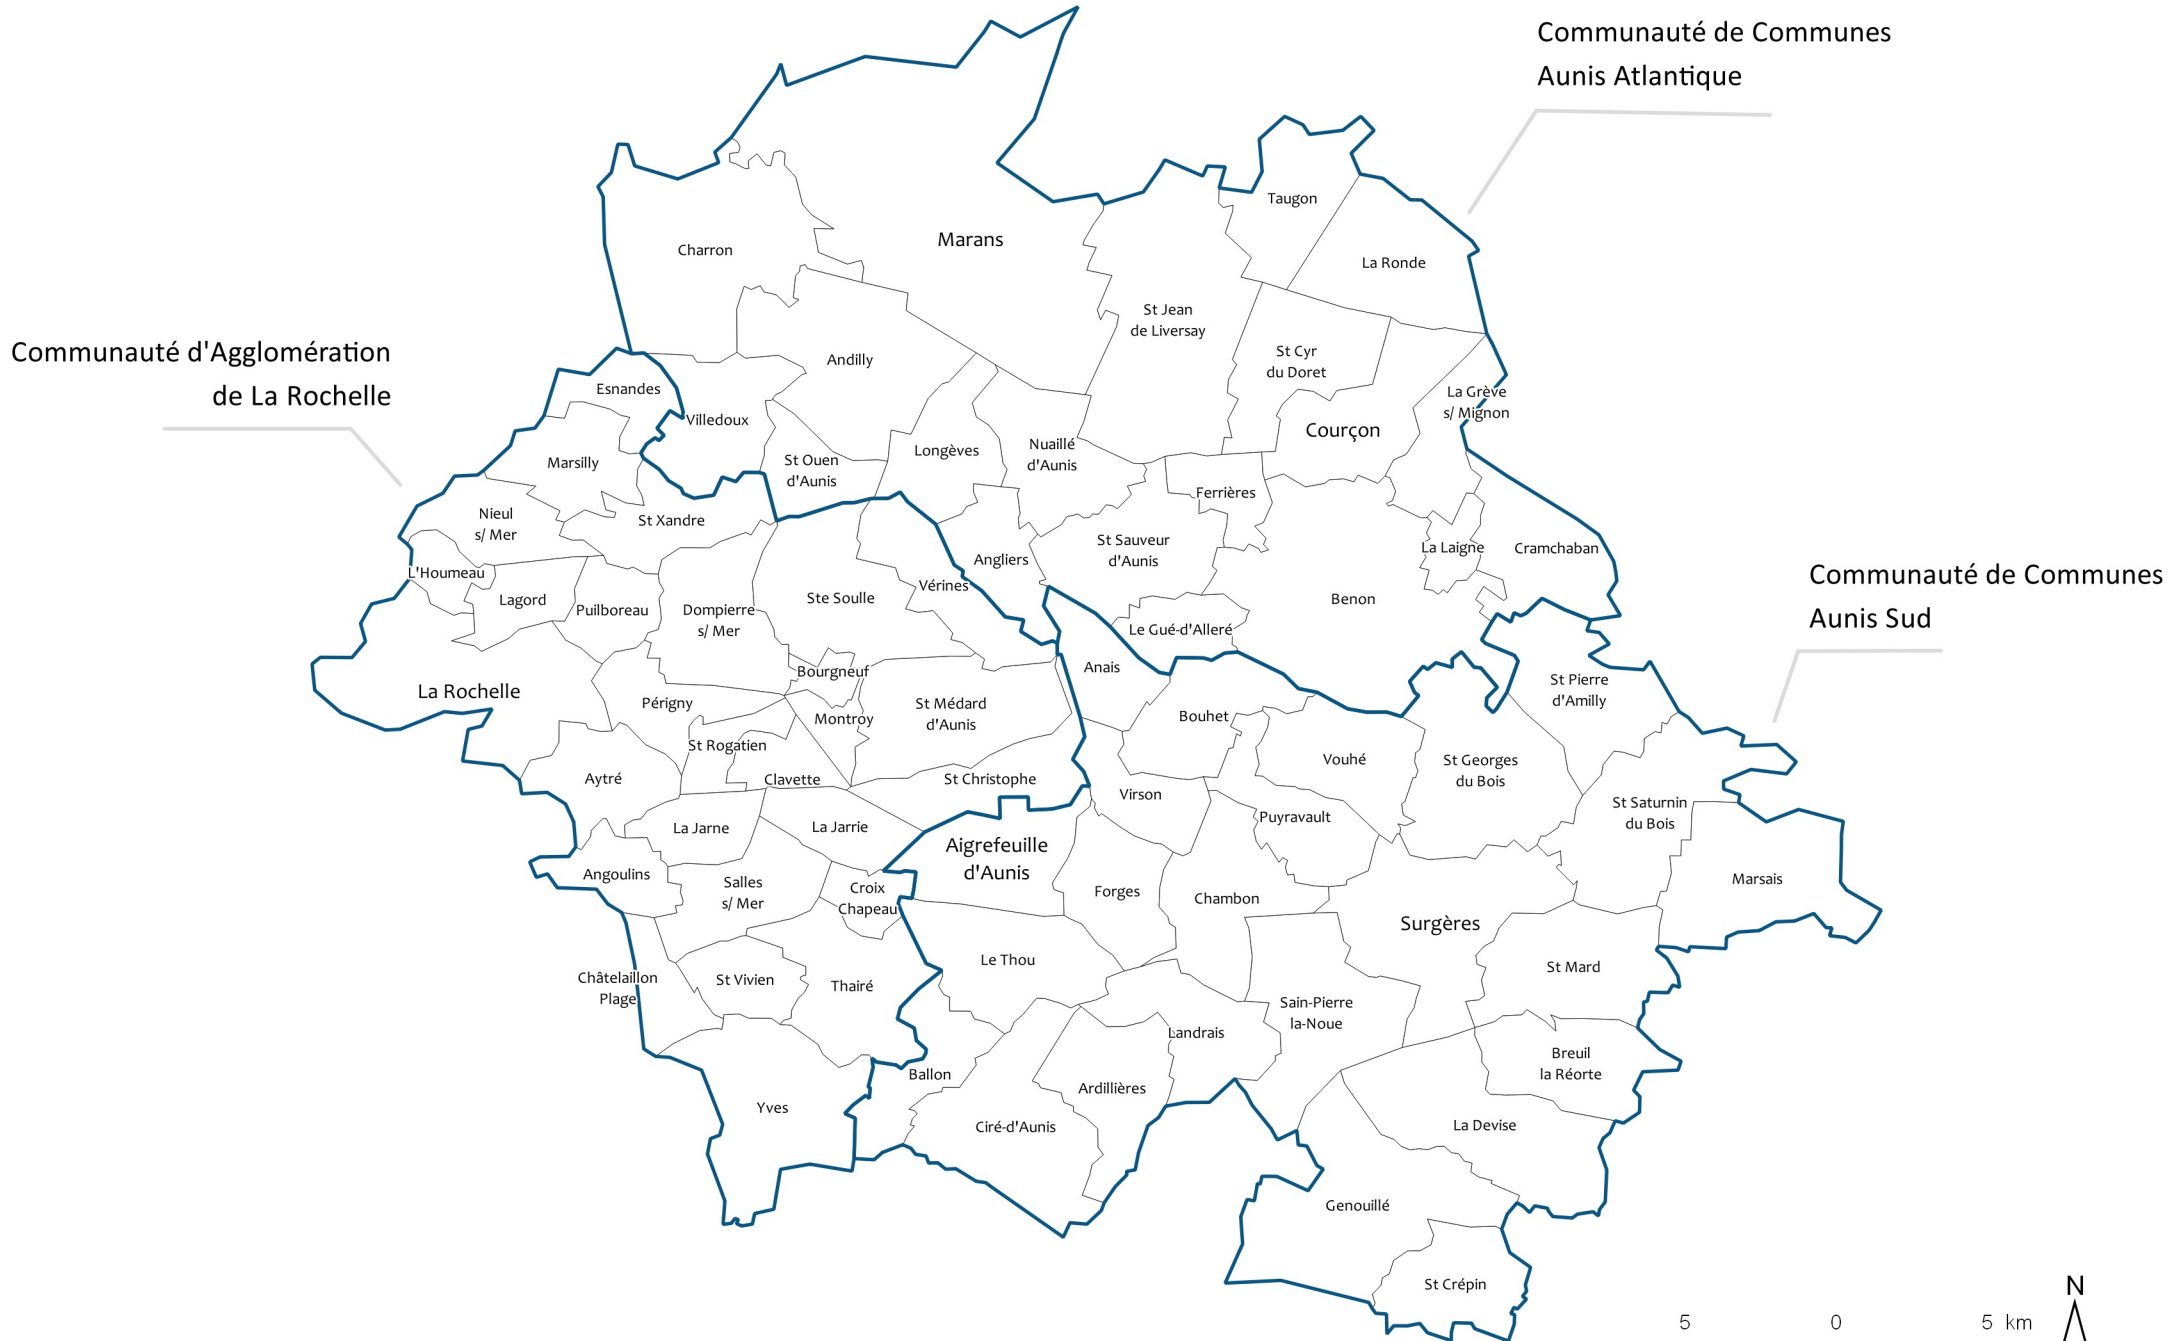 Communauté de Communes
Aunis Atlantique
Taugon
Marans
Charron
La Ronde
St Jean
de Liversay
Communauté d'Agglomération
de La Rochelle
Andilly
St Cyr
du Doret
Esnandes
La Grève
s/ Mignon
Villedoux
Courçon
Longèves
Nuaillé
d'Aunis
Marsilly
St Ouen
d'Aunis
Ferrières
Nieul
s/ Mer
St Xandre
St Sauveur
d'Aunis
La Laigne
Cramchaban
Angliers
L'Houmeau
Communauté de Communes
Aunis Sud
Vérines
Lagord
Puilboreau
Dompierre
s/ Mer
Ste Soulle
Benon
Le Gué-d'Alleré
Anais
Bourgneuf
St Pierre
d'Amilly
La Rochelle
Périgny
St Médard
d'Aunis
Montroy
Bouhet
St Rogatien
Vouhé
St Georges
du Bois
Aytré
Clavette
St Christophe
Virson
St Saturnin
du Bois
Puyravault
La Jarne
La Jarrie
Aigrefeuille
d'Aunis
Angoulins
Salles
s/ Mer
Croix
Chapeau
Forges
Chambon
Marsais
Surgères
Le Thou
St Mard
Châtelaillon
Plage
St Vivien
Thairé
Sain-Pierre
la-Noue
Landrais
Breuil
la Réorte
Ballon
Ardillières
Yves
Ciré-d'Aunis
La Devise
Genouillé
St Crépin
N
5 0 5 km